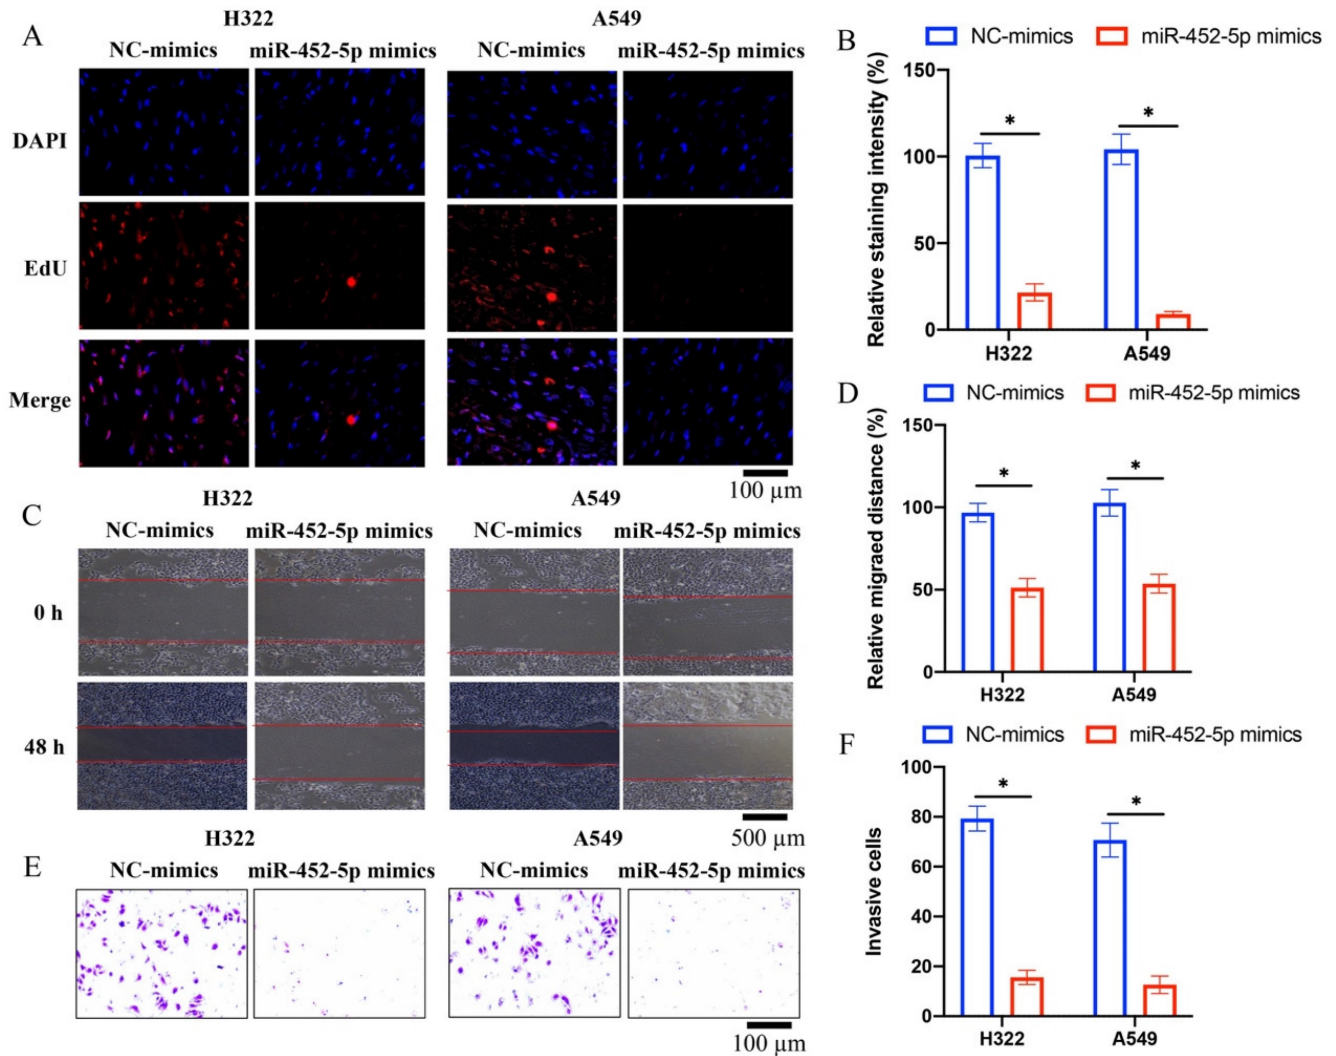 A
H322
A549
NC-mimics miR-452-5p mimics NC-mimics miR-452-5p mimics
DAPI
EdU
Merge
100 µm
B
NC-mimics miR-452-5p mimics
Relative staining intensity (%)
150
100
50
0
H322 A549
C
H322 A549
NC-mimics miR-452-5p mimics NC-mimics miR-452-5p mimics
0 h
48 h
500 µm
D
NC-mimics miR-452-5p mimics
Relative migraed distance (%)
150
100
50
0
* *
H322 A549
E
H322 A549
NC-mimics miR-452-5p mimics NC-mimics miR-452-5p mimics
100 µm
F
NC-mimics miR-452-5p mimics
Invasive cells
100
80
60
40
20
0
* *
H322 A549